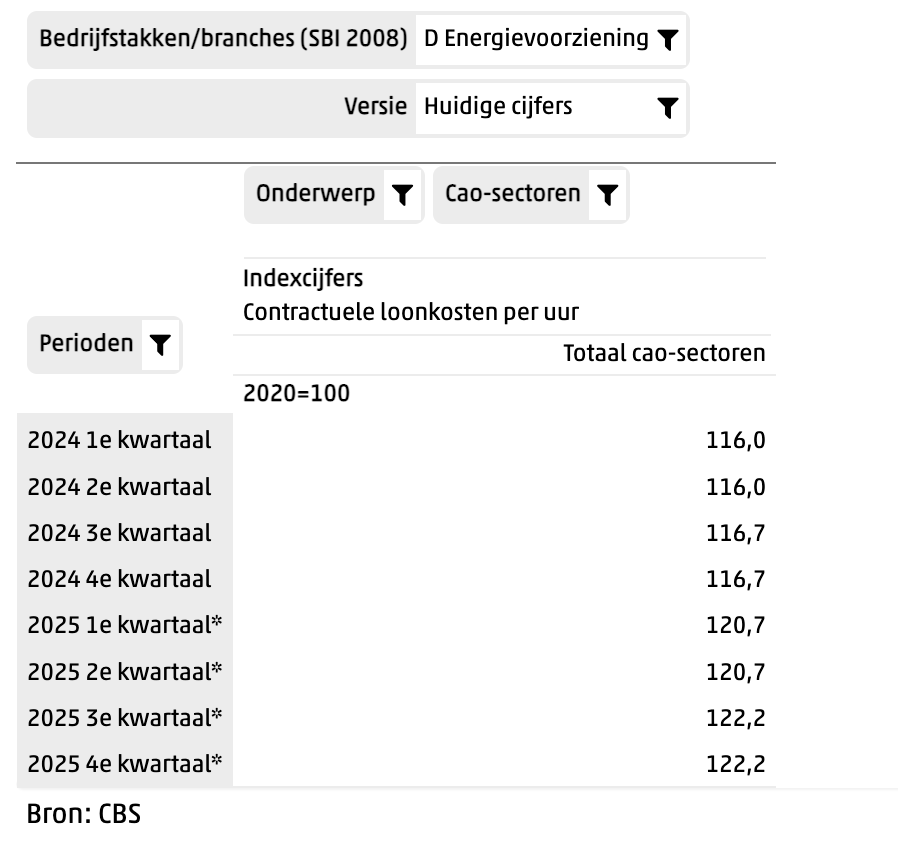 Bedrijfstakken/branches (SBI 2008) D Energievoorziening
Versie Huidige cijfers
Onderwerp Cao-sectoren
Indexcijfers
Contractuele loonkosten per uur
Perioden
Totaal cao-sectoren
2020=100
2024 1e kwartaal 116,0
2024 2e kwartaal 116,0
2024 3e kwartaal 116,7
2024 4e kwartaal 116,7
2025 1e kwartaal* 120,7
2025 2e kwartaal* 120,7
2025 3e kwartaal* 122,2
2025 4e kwartaal* 122,2
Bron: CBS